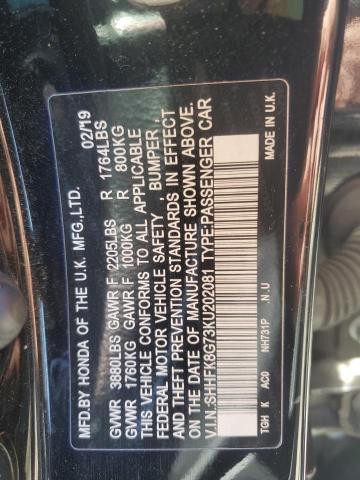 MFD.BY HONDA OF THE U.K. MFG.,LTD. 02/19
GVWR 3880LBS GAWR F 2205LBS R 1764LBS
GVWR 1760KG GAWR F 1000KG R 800KG
THIS VEHICLE CONFORMS TO ALL APPLICABLE
FEDERAL MOTOR VEHICLE SAFETY , BUMPER ,
AND THEFT PREVENTION STANDARDS IN EFFECT
ON THE DATE OF MANUFACTURE SHOWN ABOVE.
V.I.N.:SHHFK8G73KU202081 TYPE:PASSENGER CAR
TGH K AC0 NH731P .N.U MADE IN U.K.